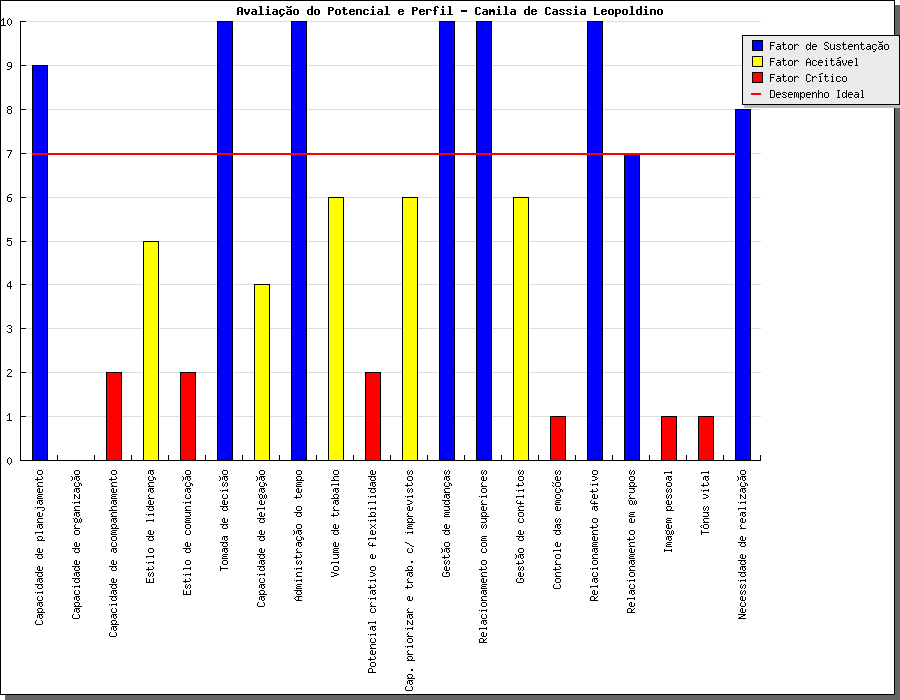 Avaliação do Potencial e Perfil - Camila de Cassia Leopoldino
Fator de Sustentação
Fator Aceitável
Fator Crítico
Desempenho Ideal
10
9
8
7
6
5
4
3
2
1
0
Capacidade de planejamento
Capacidade de organização
Capacidade de acompanhamento
Estilo de liderança
Estilo de comunicação
Tomada de decisão
Capacidade de delegação
Administração do tempo
Volume de trabalho
Potencial criativo e flexibilidade
Cap. priorizar e trab. c/ imprevistos
Gestão de mudanças
Relacionamento com superiores
Gestão de conflitos
Controle das emoções
Relacionamento afetivo
Relacionamento em grupos
Imagem pessoal
Tônus vital
Necessidade de realização